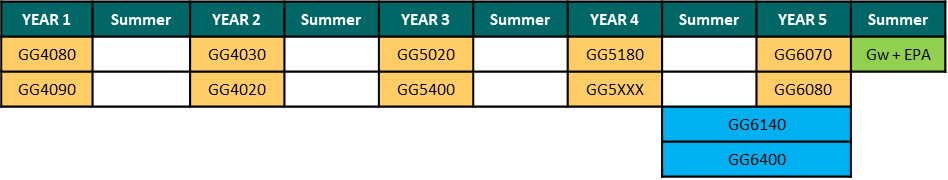 YEAR 1 Summer YEAR 2 Summer YEAR 3 Summer YEAR 4 Summer YEAR 5 Summer
GG4080 GG4030 GG5020 GG5180 GG6070 Gw + EPA
GG4090 GG4020 GG5400 GG5XXX GG6080
GG6140
GG6400